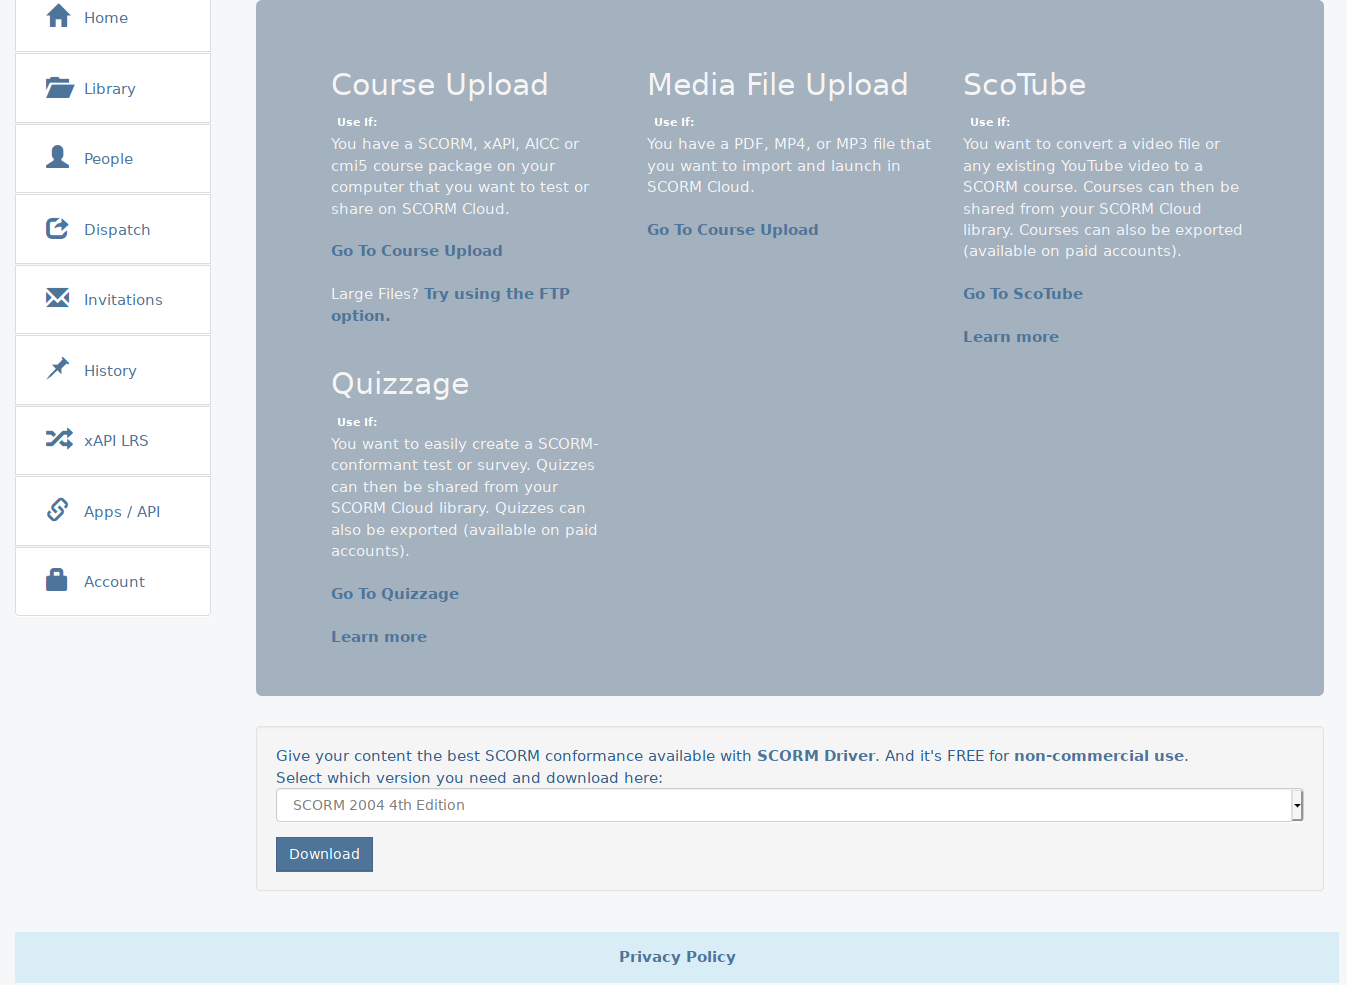 Home
Library
People
Dispatch
Invitations
History
xAPI LRS
Apps / API
Account
Course Upload
Use If:
You have a SCORM, xAPI, AICC or
cmi5 course package on your
computer that you want to test or
share on SCORM Cloud.
Go To Course Upload
Large Files? Try using the FTP
option.
Media File Upload
Use If:
You have a PDF, MP4, or MP3 file that
you want to import and launch in
SCORM Cloud.
Go To Course Upload
ScoTube
Use If:
You want to convert a video file or
any existing YouTube video to a
SCORM course. Courses can then be
shared from your SCORM Cloud
library. Courses can also be exported
(available on paid accounts).
Go To ScoTube
Learn more
Quizzage
Use If:
You want to easily create a SCORM-
conformant test or survey. Quizzes
can then be shared from your
SCORM Cloud library. Quizzes can
also be exported (available on paid
accounts).
Go To Quizzage
Learn more
Give your content the best SCORM conformance available with SCORM Driver. And it's FREE for non-commercial use.
Select which version you need and download here:
SCORM 2004 4th Edition
Download
Privacy Policy